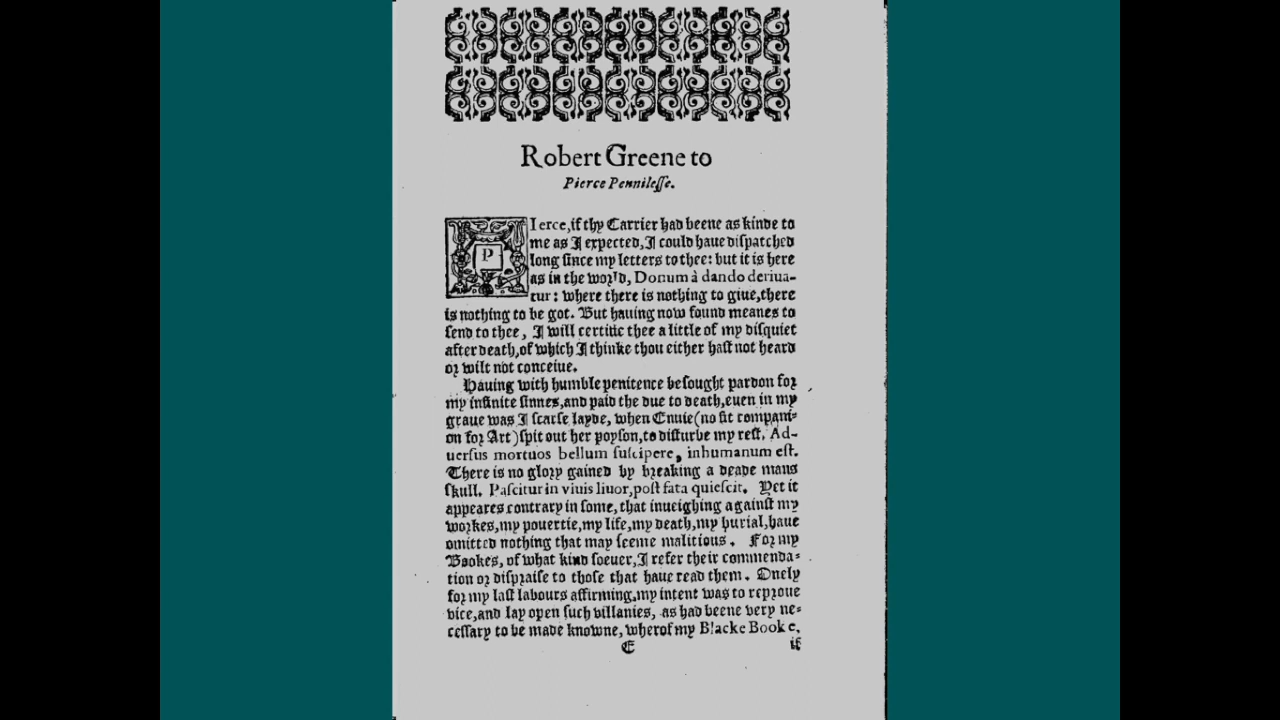 Robert Greene to
Pierce Pennilesse.
PIerce, if thy Carrier had beene as kinde to
me as I expected, I could haue dispatched
long since my letters to thee: but it is here
as in the world, Donum à dando deriua-
tur: where there is nothing to giue, there
is nothing to be got. But hauing now found meanes to
send to thee, I will certifie thee a little of my disquiet
after death, of which I thinke thou either hast not heard
or wilt not conceiue.
Hauing with humble penitence besought pardon for
my infinite sinnes, and paid the due to death, euen in my
graue was I scarse layde, when Enuie (no fit compani-
on for Art) spit out her poyson, to disturbe my rest. Ad-
uersus mortuos bellum suscipere, inhumanum est.
There is no glory gained by breaking a deade mans
skull. Pascitur in viuis liuor, post fata quiescit. Yet it
appeares contrary in some, that inueighing against my
workes, my pouertie, my life, my death, my burial, haue
omitted nothing that may seeme malitious. For my
Bookes, of what kind soeuer, I refer their commenda-
tion or dispraise to those that haue read them. Onely
for my last labours affirming, my intent was to reproue
vice, and lay open such villanies, as had beene very ne-
cessary to be made knowne, wherof my Blacke Booke,
E if